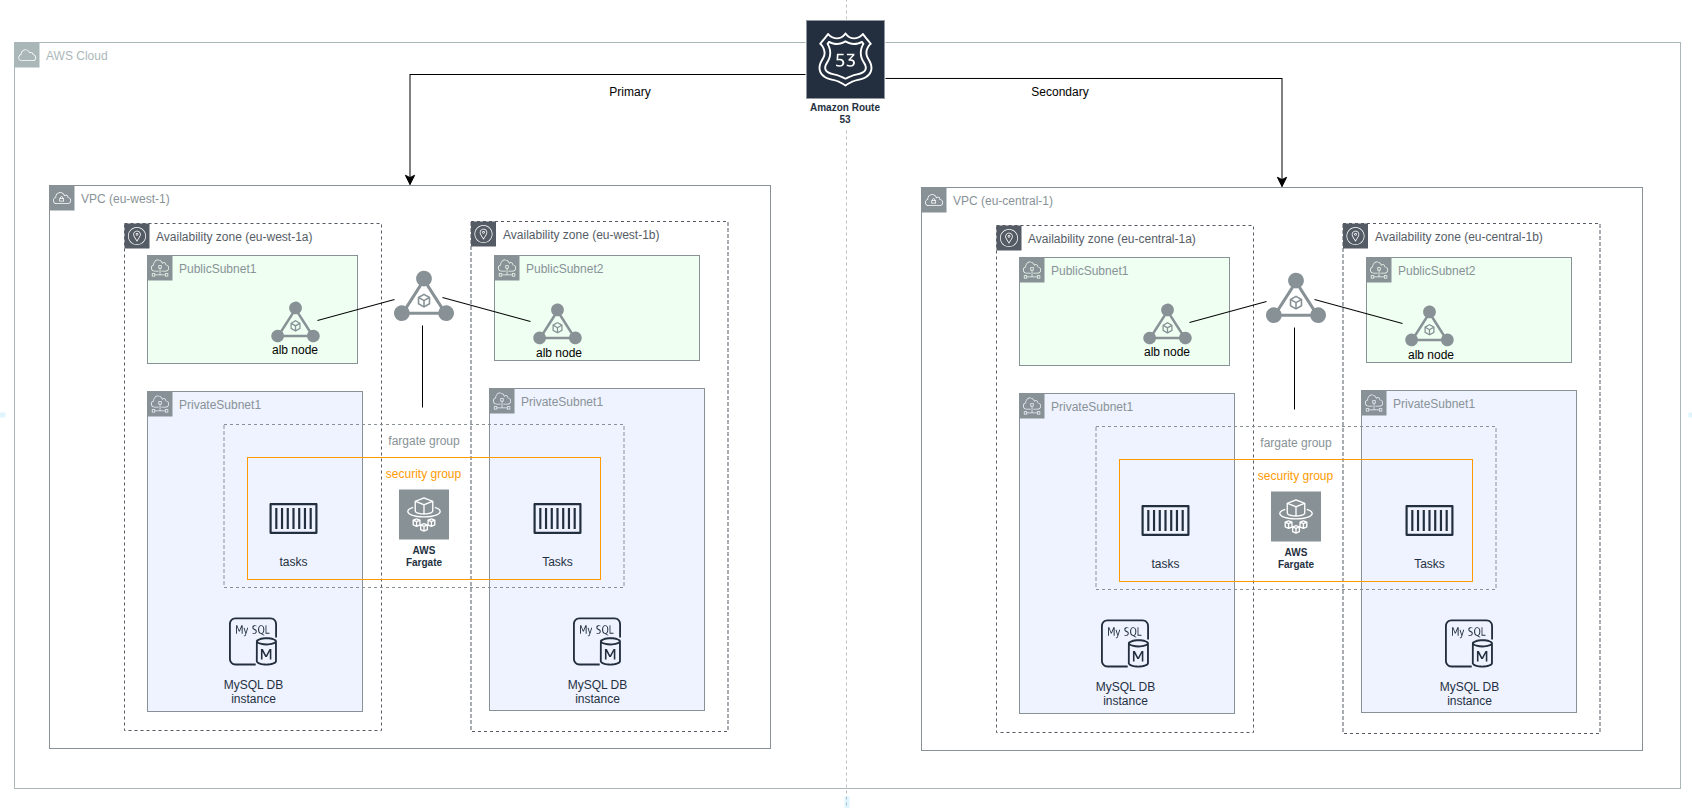 AWS Cloud
53
Amazon Route
53
Primary
Secondary
VPC (eu-west-1)
Availability zone (eu-west-1a)
Availability zone (eu-west-1b)
PublicSubnet1
PublicSubnet2
alb node
alb node
PrivateSubnet1
PrivateSubnet1
fargate group
security group
AWS
Fargate
tasks
Tasks
My SQL
M
MySQL DB
instance
My SQL
M
MySQL DB
instance
VPC (eu-central-1)
Availability zone (eu-central-1a)
Availability zone (eu-central-1b)
PublicSubnet1
PublicSubnet2
alb node
alb node
PrivateSubnet1
PrivateSubnet1
fargate group
security group
AWS
Fargate
tasks
Tasks
My SQL
M
MySQL DB
instance
My SQL
M
MySQL DB
instance